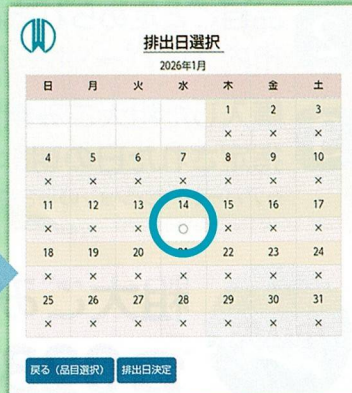 排出日選択
2026年1月
日 月 火 水 木 金 土
1 2 3
× × ×
4 5 6 7 8 9 10
× × × × × × ×
11 12 13 14 15 16 17
× × × ○ × × ×
18 19 20 21 22 23 24
× × × × × × ×
25 26 27 28 29 30 31
× × × × × × ×
戻る（品目選択） 排出日決定